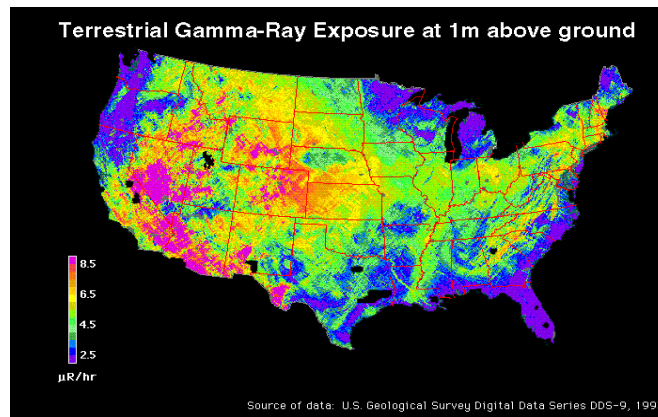 Terrestrial Gamma-Ray Exposure at 1m above ground
8.5
6.5
4.5
2.5
μR/hr
Source of data: U.S. Geological Survey Digital Data Series DDS-9, 199